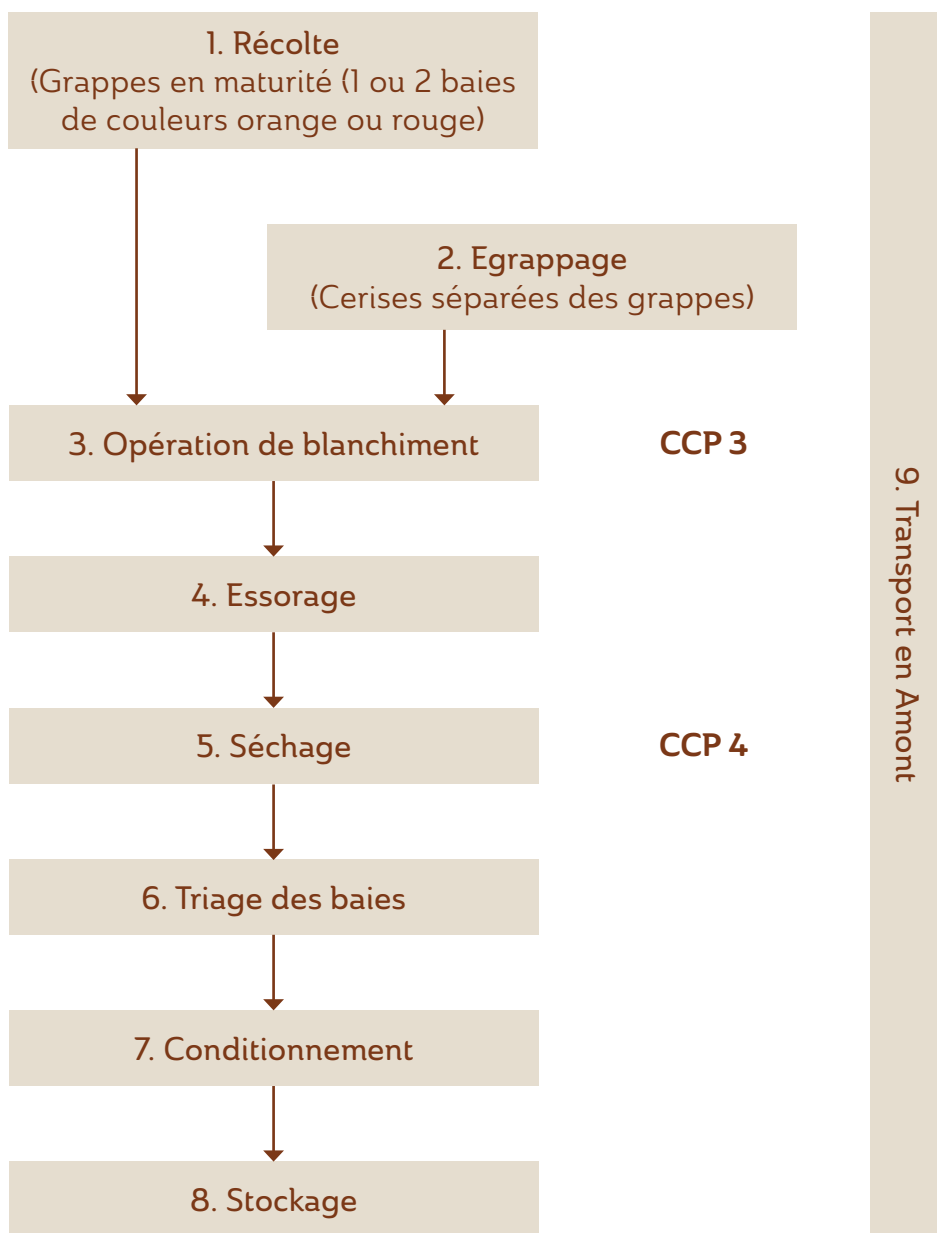 1. Récolte
(Grappes en maturité (1 ou 2 baies
de couleurs orange ou rouge)
2. Egrappage
(Cerises séparées des grappes)
3. Opération de blanchiment
CCP 3
4. Essorage
5. Séchage
CCP 4
6. Triage des baies
7. Conditionnement
8. Stockage
9. Transport en Amont